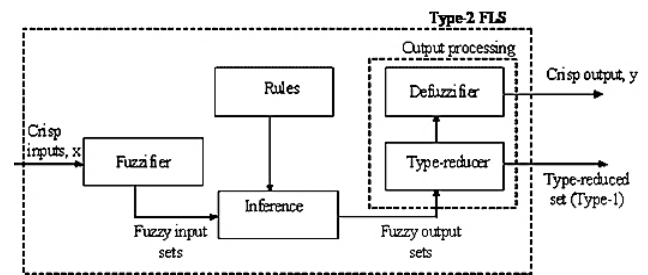 Type-2 FLS
Output processing
Rules
Defuzzifier
Crisp output, y
Crisp
inputs, x
Fuzzifier
Type-reducer
Type-reduced
set (Type-1)
Inference
Fuzzy input
sets
Fuzzy output
sets